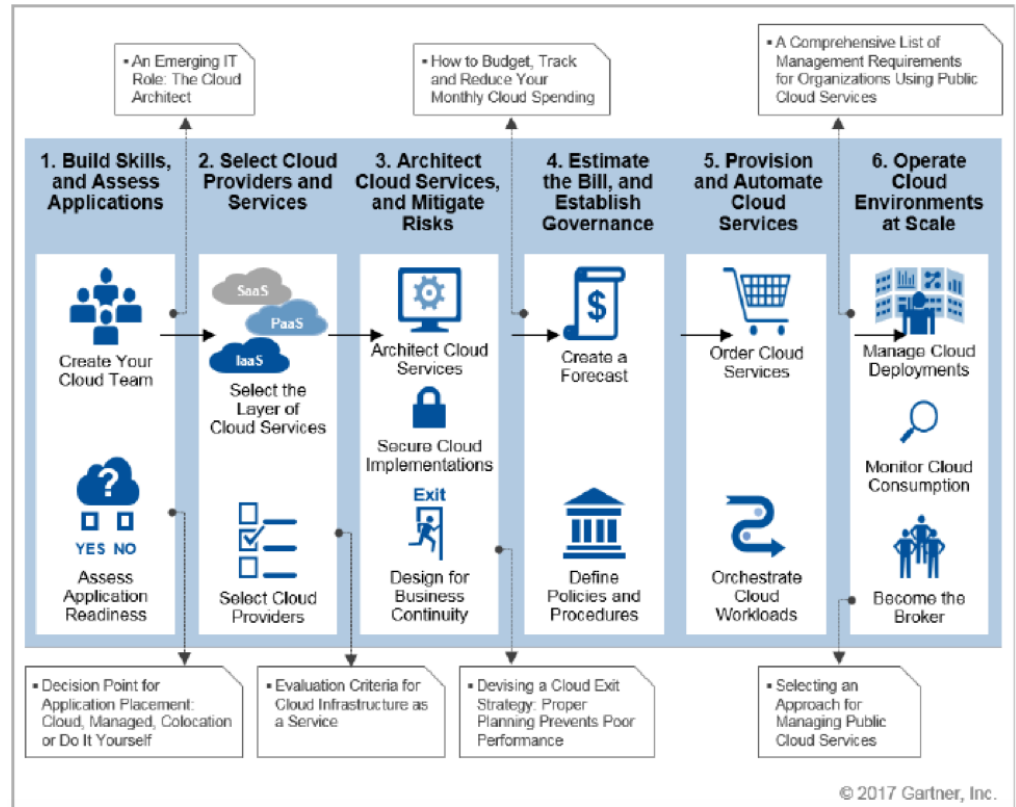 ▪ An Emerging IT
Role: The Cloud
Architect
▪ How to Budget, Track
and Reduce Your
Monthly Cloud Spending
▪ A Comprehensive List of
Management Requirements
for Organizations Using Public
Cloud Services
1. Build Skills,
and Assess
Applications
2. Select Cloud
Providers and
Services
3. Architect
Cloud Services,
and Mitigate
Risks
4. Estimate
the Bill, and
Establish
Governance
5. Provision
and Automate
Cloud
Services
6. Operate
Cloud
Environments
at Scale
Create Your
Cloud Team
?
YES NO
Assess
Application
Readiness
SaaS
PaaS
IaaS
Select the
Layer of
Cloud Services
Select Cloud
Providers
Architect Cloud
Services
Secure Cloud
Implementations
Exit
Design for
Business
Continuity
$
Create a
Forecast
Define
Policies and
Procedures
Order Cloud
Services
Orchestrate
Cloud
Workloads
Manage Cloud
Deployments
Monitor Cloud
Consumption
Become the
Broker
▪ Decision Point for
Application Placement:
Cloud, Managed, Colocation
or Do It Yourself
▪ Evaluation Criteria for
Cloud Infrastructure as
a Service
▪ Devising a Cloud Exit
Strategy: Proper
Planning Prevents Poor
Performance
▪ Selecting an
Approach for
Managing Public
Cloud Services
© 2017 Gartner, Inc.